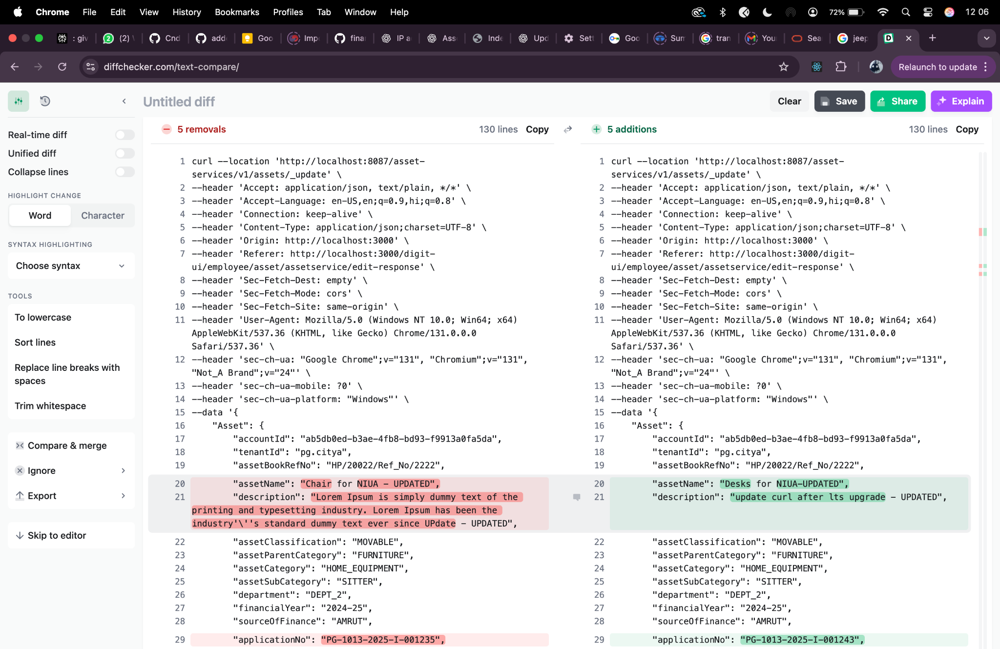 Chrome File Edit View History Bookmarks Profiles Tab Window Help 72% 12 06
: giv (2) Cnd add Goo Imp finar IP a Ass Inde Upd Sett Goo Sum tran You Sea jeep
diffchecker.com/text-compare/ Relaunch to update
Untitled diff Clear Save Share Explain
Real-time diff
Unified diff
Collapse lines
HIGHLIGHT CHANGE
Word Character
SYNTAX HIGHLIGHTING
Choose syntax
TOOLS
To lowercase
Sort lines
Replace line breaks with
spaces
Trim whitespace
Compare & merge
Ignore
Export
Skip to editor
5 removals 130 lines Copy
1 curl --location 'http://localhost:8087/asset-
services/v1/assets/_update' \
2 --header 'Accept: application/json, text/plain, */*' \
3 --header 'Accept-Language: en-US,en;q=0.9,hi;q=0.8' \
4 --header 'Connection: keep-alive' \
5 --header 'Content-Type: application/json;charset=UTF-8' \
6 --header 'Origin: http://localhost:3000' \
7 --header 'Referer: http://localhost:3000/digit-
ui/employee/asset/assetservice/edit-response' \
8 --header 'Sec-Fetch-Dest: empty' \
9 --header 'Sec-Fetch-Mode: cors' \
10 --header 'Sec-Fetch-Site: same-origin' \
11 --header 'User-Agent: Mozilla/5.0 (Windows NT 10.0; Win64; x64)
AppleWebKit/537.36 (KHTML, like Gecko) Chrome/131.0.0.0
Safari/537.36' \
12 --header 'sec-ch-ua: "Google Chrome";v="131", "Chromium";v="131",
"Not_A Brand";v="24"' \
13 --header 'sec-ch-ua-mobile: ?0' \
14 --header 'sec-ch-ua-platform: "Windows"' \
15 --data '{
16 "Asset": {
17 "accountId": "ab5db0ed-b3ae-4fb8-bd93-f9913a0fa5da",
18 "tenantId": "pg.citya",
19 "assetBookRefNo": "HP/20022/Ref_No/2222",
20 "assetName": "Chair for NIUA - UPDATED",
21 "description": "Lorem Ipsum is simply dummy text of the
printing and typesetting industry. Lorem Ipsum has been the
industry'\''s standard dummy text ever since UPdate - UPDATED",
22 "assetClassification": "MOVABLE",
23 "assetParentCategory": "FURNITURE",
24 "assetCategory": "HOME_EQUIPMENT",
25 "assetSubCategory": "SITTER",
26 "department": "DEPT_2",
27 "financialYear": "2024-25",
28 "sourceOfFinance": "AMRUT",
29 "applicationNo": "PG-1013-2025-I-001235",
5 additions 130 lines Copy
1 curl --location 'http://localhost:8087/asset-
services/v1/assets/_update' \
2 --header 'Accept: application/json, text/plain, */*' \
3 --header 'Accept-Language: en-US,en;q=0.9,hi;q=0.8' \
4 --header 'Connection: keep-alive' \
5 --header 'Content-Type: application/json;charset=UTF-8' \
6 --header 'Origin: http://localhost:3000' \
7 --header 'Referer: http://localhost:3000/digit-
ui/employee/asset/assetservice/edit-response' \
8 --header 'Sec-Fetch-Dest: empty' \
9 --header 'Sec-Fetch-Mode: cors' \
10 --header 'Sec-Fetch-Site: same-origin' \
11 --header 'User-Agent: Mozilla/5.0 (Windows NT 10.0; Win64; x64)
AppleWebKit/537.36 (KHTML, like Gecko) Chrome/131.0.0.0
Safari/537.36' \
12 --header 'sec-ch-ua: "Google Chrome";v="131", "Chromium";v="131",
"Not_A Brand";v="24"' \
13 --header 'sec-ch-ua-mobile: ?0' \
14 --header 'sec-ch-ua-platform: "Windows"' \
15 --data '{
16 "Asset": {
17 "accountId": "ab5db0ed-b3ae-4fb8-bd93-f9913a0fa5da",
18 "tenantId": "pg.citya",
19 "assetBookRefNo": "HP/20022/Ref_No/2222",
20 "assetName": "Desks for NIUA-UPDATED",
21 "description": "update curl after lts upgrade - UPDATED",
22 "assetClassification": "MOVABLE",
23 "assetParentCategory": "FURNITURE",
24 "assetCategory": "HOME_EQUIPMENT",
25 "assetSubCategory": "SITTER",
26 "department": "DEPT_2",
27 "financialYear": "2024-25",
28 "sourceOfFinance": "AMRUT",
29 "applicationNo": "PG-1013-2025-I-001243",